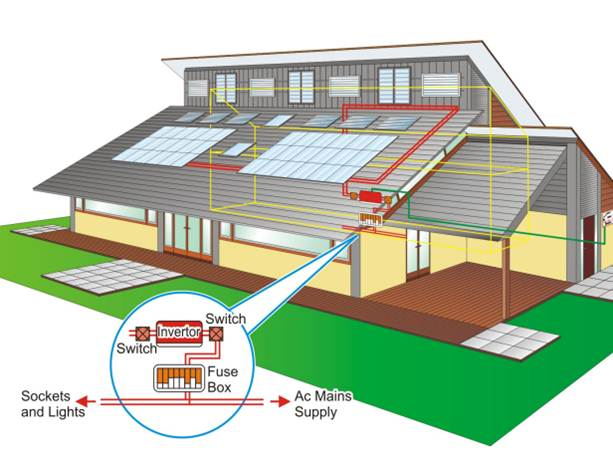 Switch
Invertor
Switch
Fuse
Box
Sockets
and Lights
Ac Mains
Supply